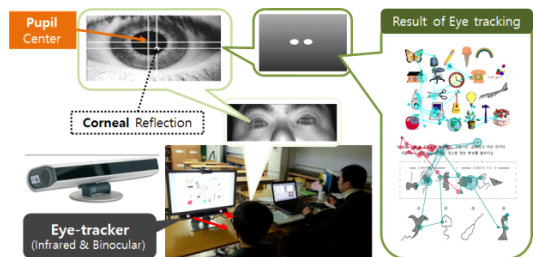 Pupil
Center
Corneal Reflection
Eye-tracker
(Infrared & Binocular)
Result of Eye tracking